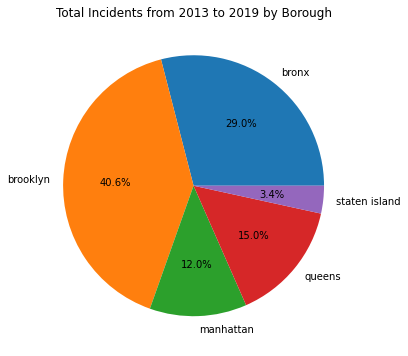 Total Incidents from 2013 to 2019 by Borough
bronx
29.0%
brooklyn
40.6%
3.4%
staten island
15.0%
queens
12.0%
manhattan